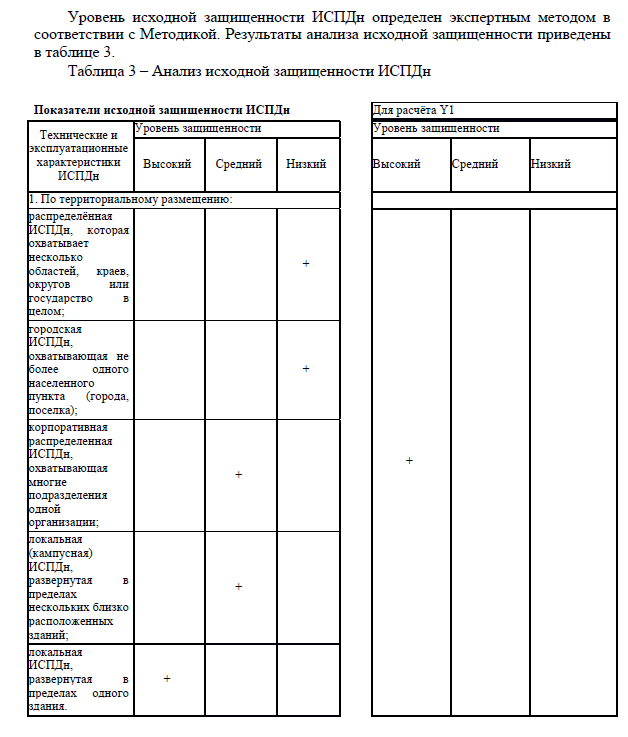 Уровень исходной защищенности ИСПДн определен экспертным методом в
соответствии с Методикой. Результаты анализа исходной защищенности приведены
в таблице 3.
Таблица 3 – Анализ исходной защищенности ИСПДн
Показатели исходной защищенности ИСПДн
Технические и
эксплуатационные
характеристики
ИСПДн
Уровень защищенности
Высокий
Средний
Низкий
1. По территориальному размещению:
распределённая
ИСПДн, которая
охватывает
несколько
областей, краев,
округов или
государство в
целом;
+
городская
ИСПДн,
охватывающая не
более одного
населенного
пункта (города,
поселка);
+
корпоративная
распределенная
ИСПДн,
охватывающая
многие
подразделения
одной
организации;
+
локальная
(кампусная)
ИСПДн,
развернутая в
пределах
нескольких близко
расположенных
зданий;
+
локальная
ИСПДн,
развернутая в
пределах одного
здания.
+
Для расчёта Y1
Уровень защищенности
Высокий
Средний
Низкий
+